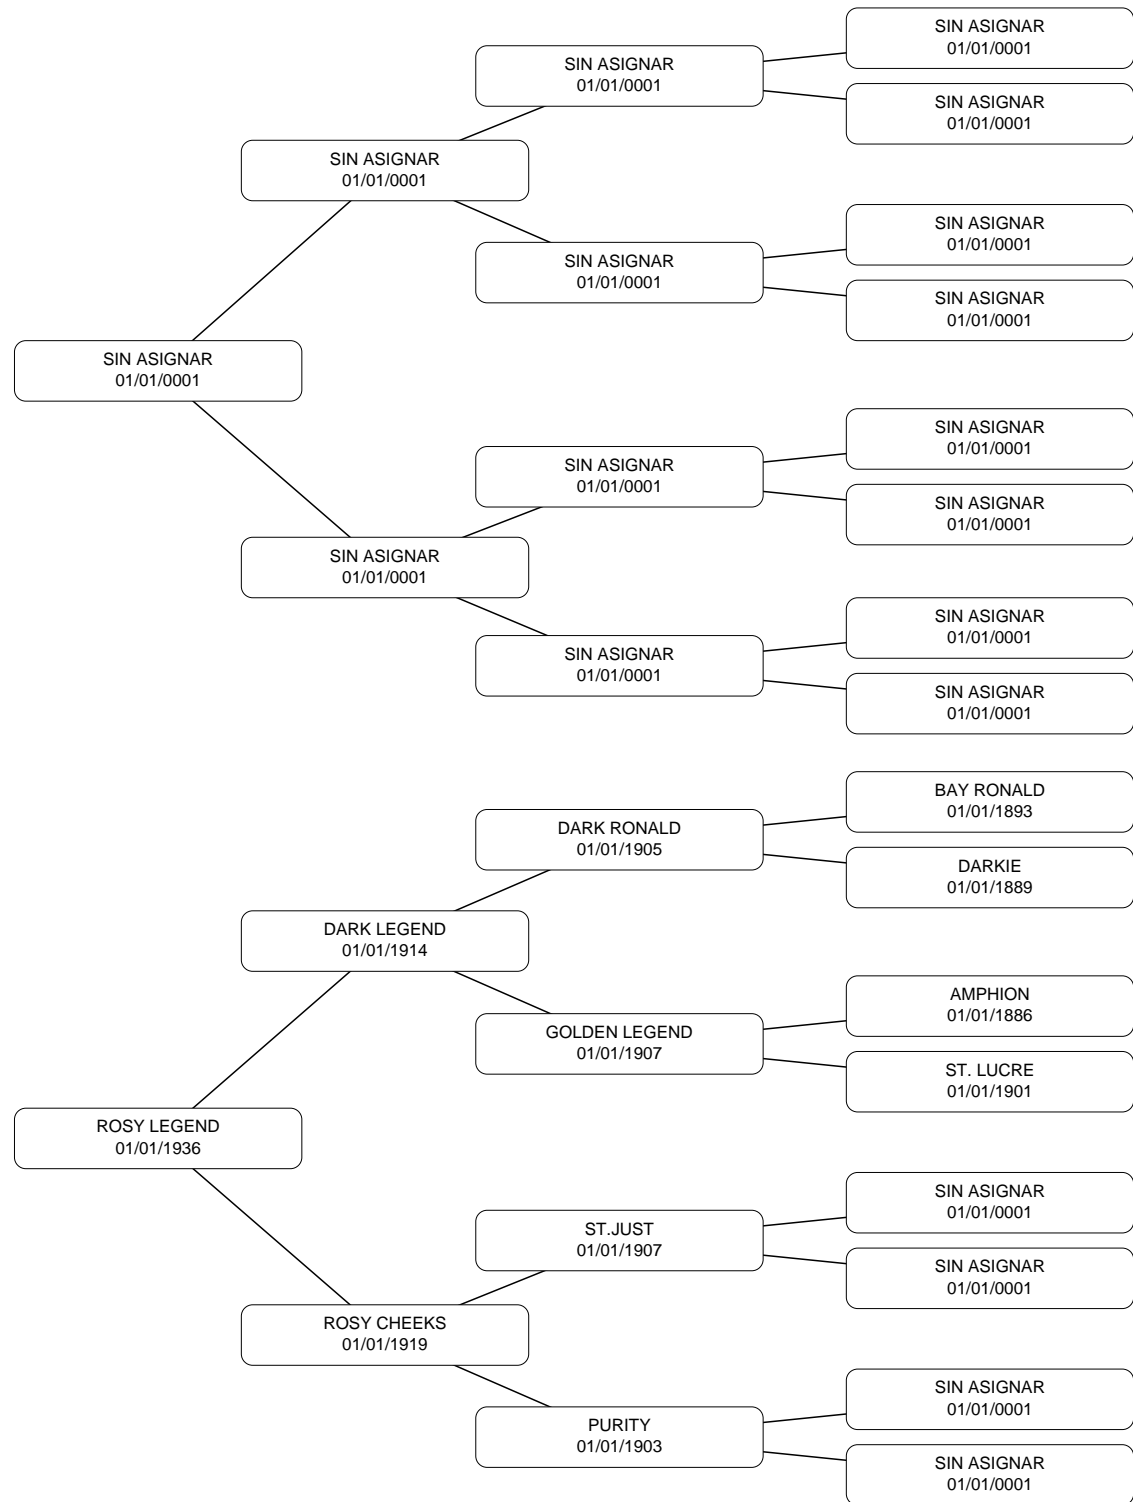 SIN ASIGNAR
01/01/0001
SIN ASIGNAR
01/01/0001
SIN ASIGNAR
01/01/0001
SIN ASIGNAR
01/01/0001
SIN ASIGNAR
01/01/0001
SIN ASIGNAR
01/01/0001
SIN ASIGNAR
01/01/0001
SIN ASIGNAR
01/01/0001
SIN ASIGNAR
01/01/0001
SIN ASIGNAR
01/01/0001
SIN ASIGNAR
01/01/0001
SIN ASIGNAR
01/01/0001
SIN ASIGNAR
01/01/0001
SIN ASIGNAR
01/01/0001
SIN ASIGNAR
01/01/0001
BAY RONALD
01/01/1893
DARK RONALD
01/01/1905
DARKIE
01/01/1889
DARK LEGEND
01/01/1914
AMPHION
01/01/1886
GOLDEN LEGEND
01/01/1907
ST. LUCRE
01/01/1901
ROSY LEGEND
01/01/1936
SIN ASIGNAR
01/01/0001
ST.JUST
01/01/1907
SIN ASIGNAR
01/01/0001
ROSY CHEEKS
01/01/1919
SIN ASIGNAR
01/01/0001
PURITY
01/01/1903
SIN ASIGNAR
01/01/0001